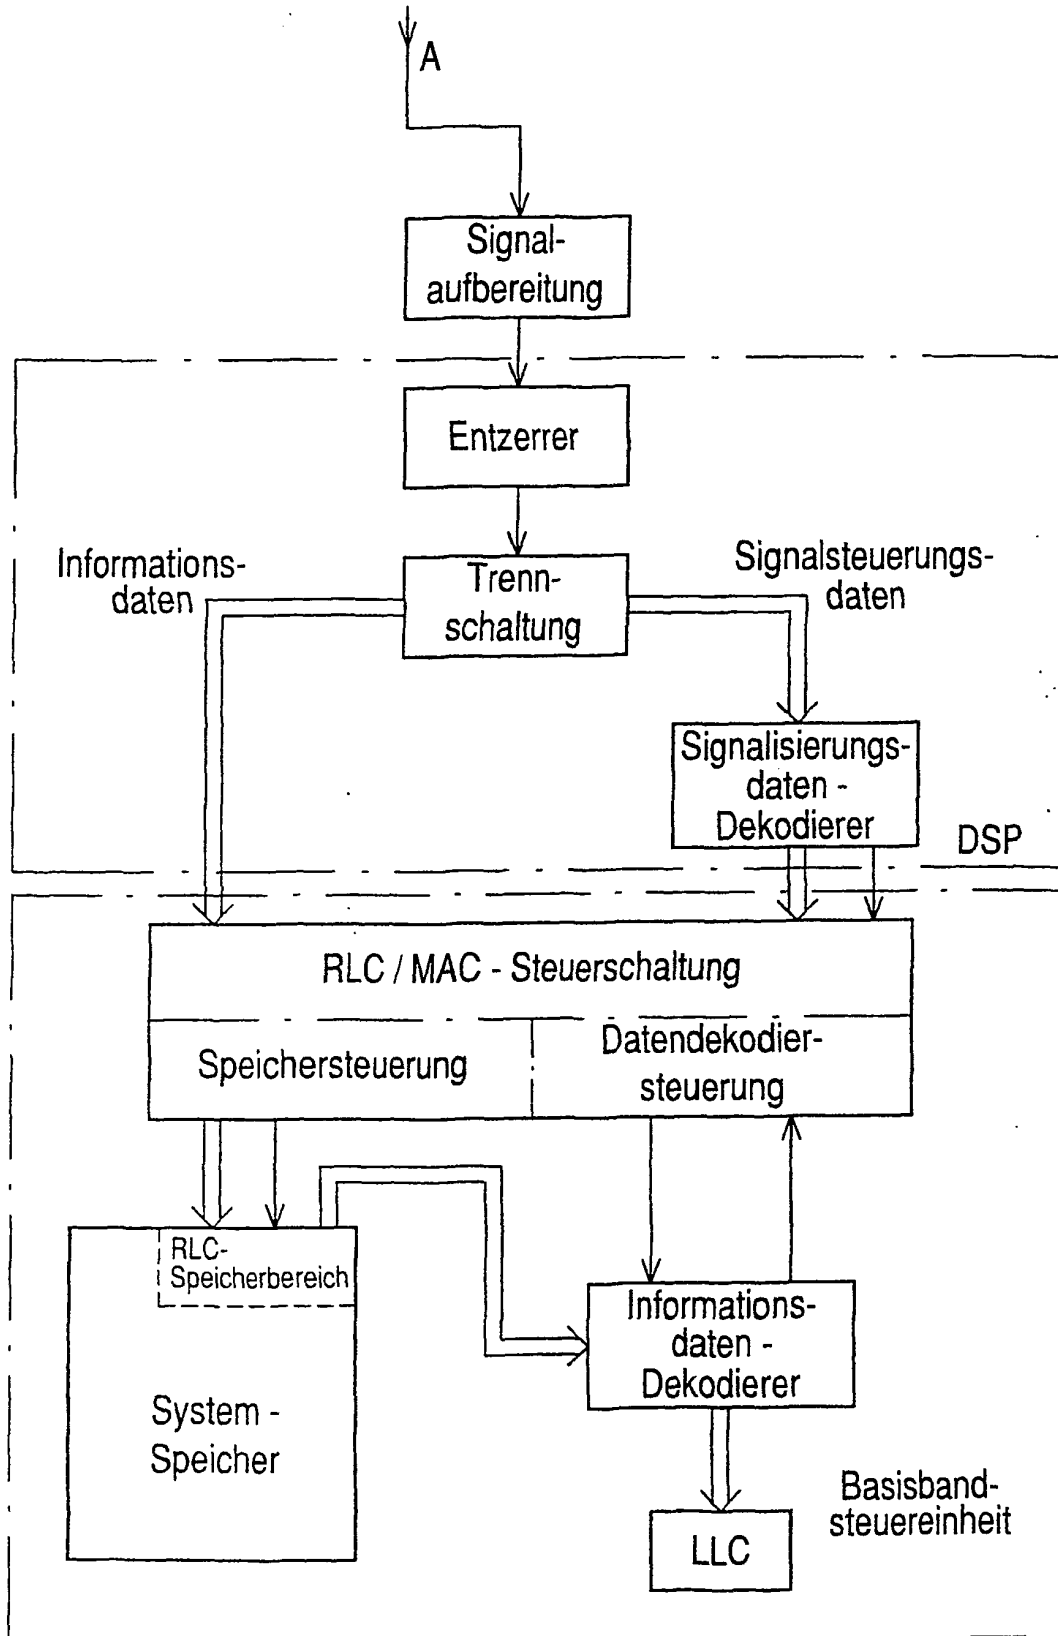 A
Signal-
aufbereitung
Entzerrer
Informations-
daten
Trenn-
schaltung
Signalsteuerungs-
daten
Signalisierungs-
daten -
Dekodierer
DSP
RLC / MAC - Steuerschaltung
Speichersteuerung
Datendekodier-
steuerung
RLC-
Speicherbereich
System -
Speicher
Informations-
daten -
Dekodierer
LLC
Basisband-
steuereinheit